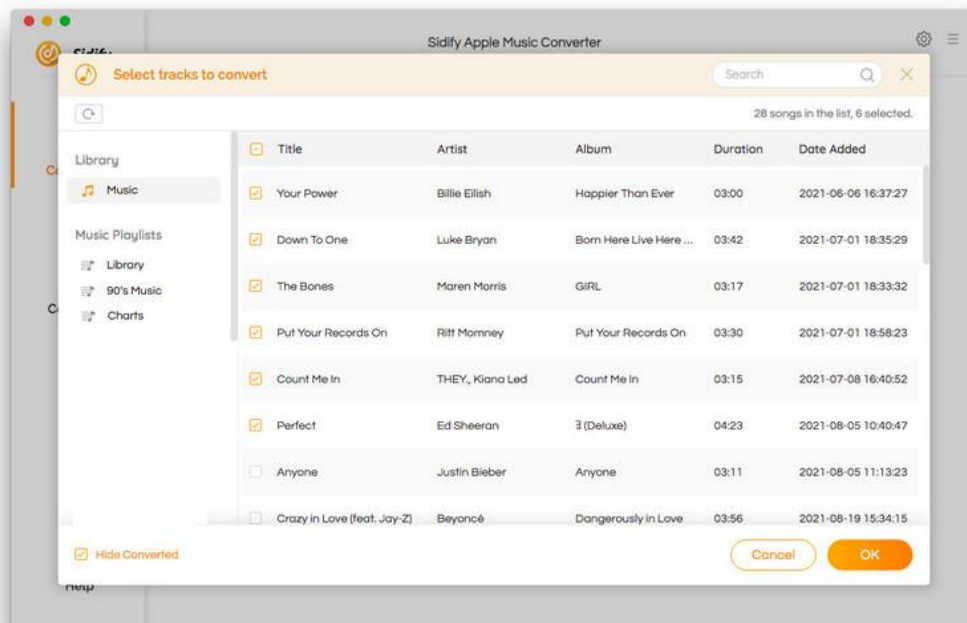 Sidify Apple Music Converter
Sidify
Select tracks to convert
Search
28 songs in the list, 6 selected.
Library
Music
Music Playlists
Library
90's Music
Charts
Title Artist Album Duration Date Added
Your Power Billie Eilish Happier Than Ever 03:00 2021-06-06 16:37:27
Down To One Luke Bryan Born Here Live Here ... 03:42 2021-07-01 18:35:29
The Bones Maren Morris GIRL 03:17 2021-07-01 18:33:32
Put Your Records On Ritt Momney Put Your Records On 03:30 2021-07-01 18:58:23
Count Me In THEY., Kiana Led Count Me In 03:15 2021-07-08 16:40:52
Perfect Ed Sheeran ∃ (Deluxe) 04:23 2021-08-05 10:40:47
Anyone Justin Bieber Anyone 03:11 2021-08-05 11:13:23
Crazy in Love (feat. Jay-Z) Beyoncé Dangerously in Love 03:56 2021-08-19 15:34:15
Hide Converted
Cancel
OK
Help